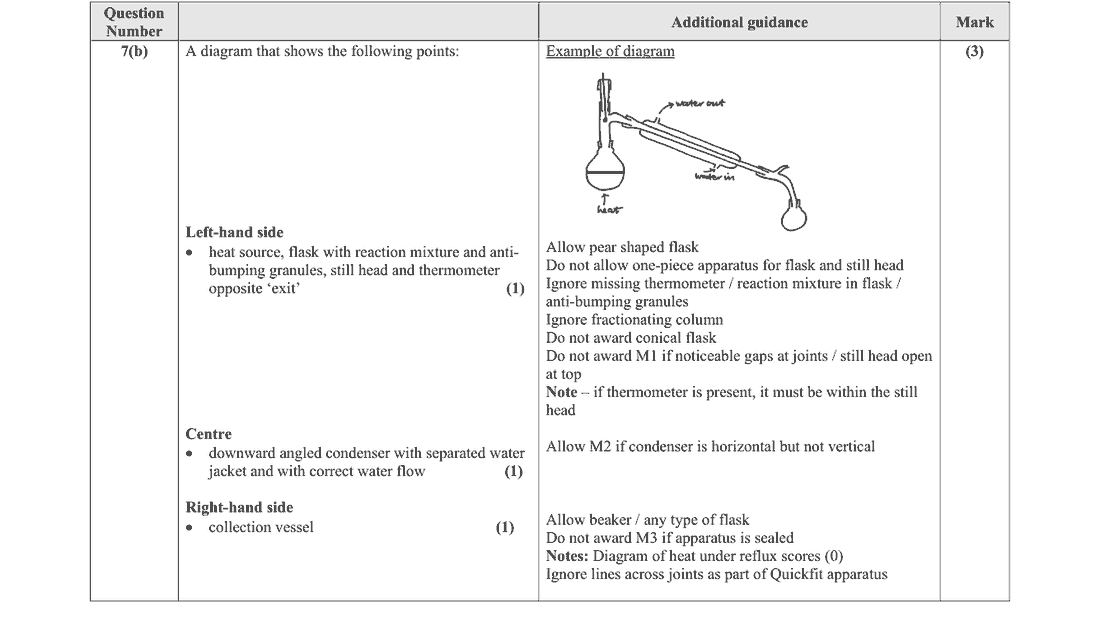 Question
Number
Additional guidance
Mark
7(b)
A diagram that shows the following points:
Example of diagram
(3)
water out
water in
heat
Left-hand side
• heat source, flask with reaction mixture and anti-
bumping granules, still head and thermometer
opposite ‘exit’ (1)
Allow pear shaped flask
Do not allow one-piece apparatus for flask and still head
Ignore missing thermometer / reaction mixture in flask /
anti-bumping granules
Ignore fractionating column
Do not award conical flask
Do not award M1 if noticeable gaps at joints / still head open
at top
Note – if thermometer is present, it must be within the still
head
Centre
• downward angled condenser with separated water
jacket and with correct water flow (1)
Allow M2 if condenser is horizontal but not vertical
Right-hand side
• collection vessel (1)
Allow beaker / any type of flask
Do not award M3 if apparatus is sealed
Notes: Diagram of heat under reflux scores (0)
Ignore lines across joints as part of Quickfit apparatus